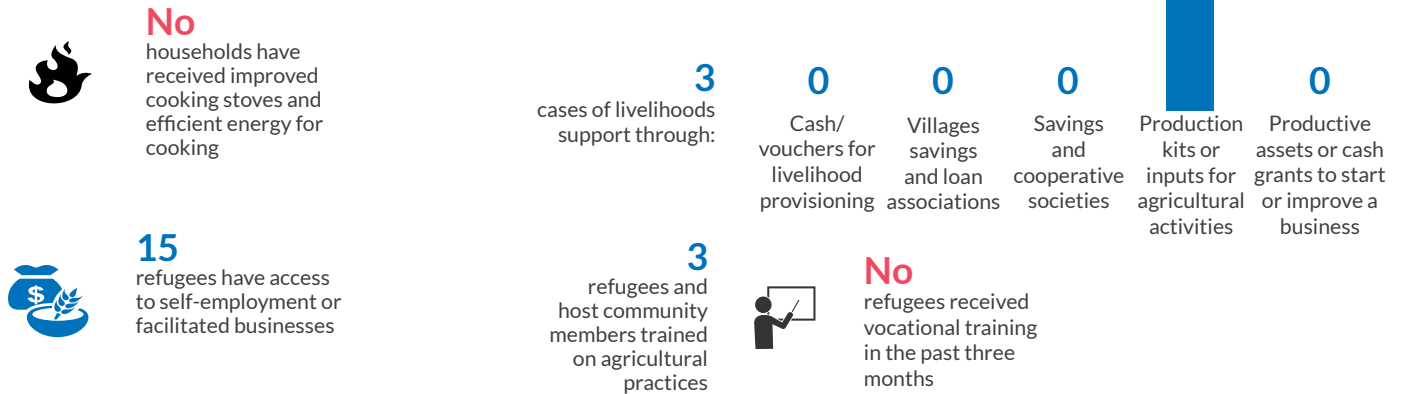 No
households have
received improved
cooking stoves and
efficient energy for
cooking
3
cases of livelihoods
support through:
0
Cash/
vouchers for
livelihood
provisioning
0
Villages
savings
and loan
associations
0
Savings
and
cooperative
societies
Production
kits or
inputs for
agricultural
activities
0
Productive
assets or cash
grants to start
or improve a
business
15
refugees have access
to self-employment or
facilitated businesses
$
3
refugees and
host community
members trained
on agricultural
practices
No
refugees received
vocational training
in the past three
months